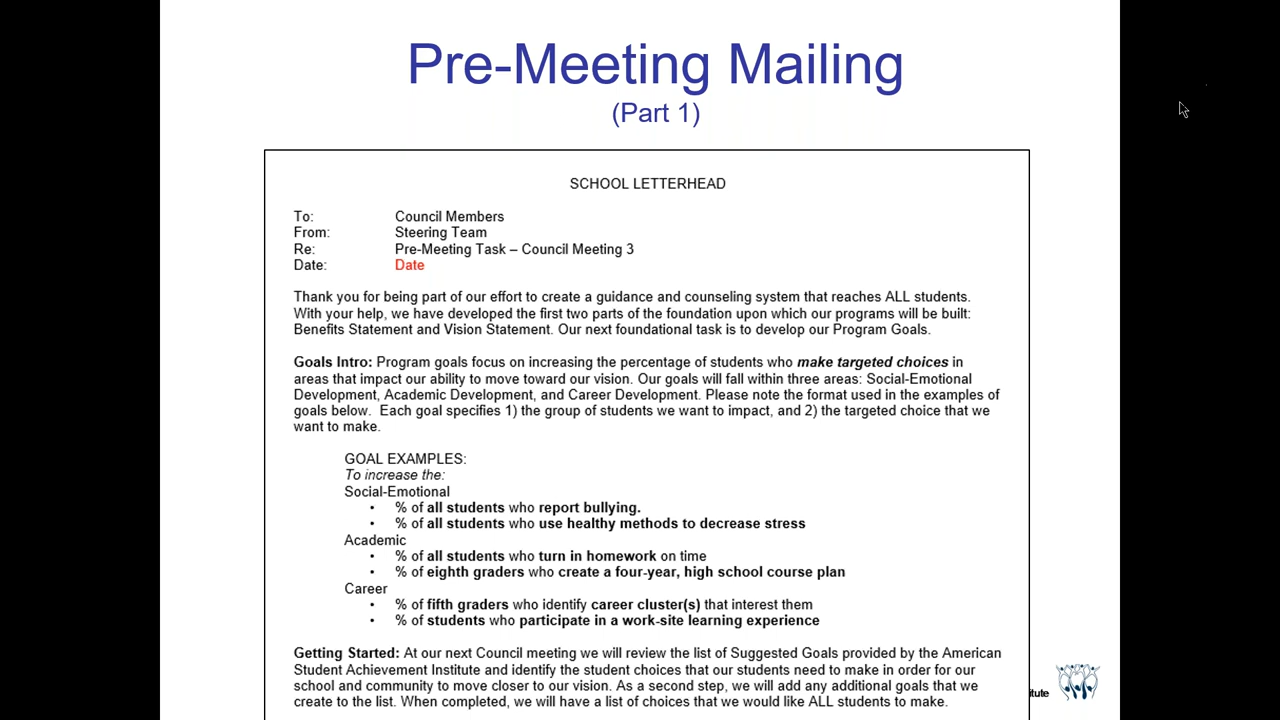 Pre-Meeting Mailing
(Part 1)
SCHOOL LETTERHEAD
To: Council Members
From: Steering Team
Re: Pre-Meeting Task – Council Meeting 3
Date: Date
Thank you for being part of our effort to create a guidance and counseling system that reaches ALL students.
With your help, we have developed the first two parts of the foundation upon which our programs will be built:
Benefits Statement and Vision Statement. Our next foundational task is to develop our Program Goals.
Goals Intro: Program goals focus on increasing the percentage of students who make targeted choices in
areas that impact our ability to move toward our vision. Our goals will fall within three areas: Social-Emotional
Development, Academic Development, and Career Development. Please note the format used in the examples of
goals below. Each goal specifies 1) the group of students we want to impact, and 2) the targeted choice that we
want to make.
GOAL EXAMPLES:
To increase the:
Social-Emotional
• % of all students who report bullying.
• % of all students who use healthy methods to decrease stress
Academic
• % of all students who turn in homework on time
• % of eighth graders who create a four-year, high school course plan
Career
• % of fifth graders who identify career cluster(s) that interest them
• % of students who participate in a work-site learning experience
Getting Started: At our next Council meeting we will review the list of Suggested Goals provided by the American
Student Achievement Institute and identify the student choices that our students need to make in order for our
school and community to move closer to our vision. As a second step, we will add any additional goals that we
create to the list. When completed, we will have a list of choices that we would like ALL students to make.